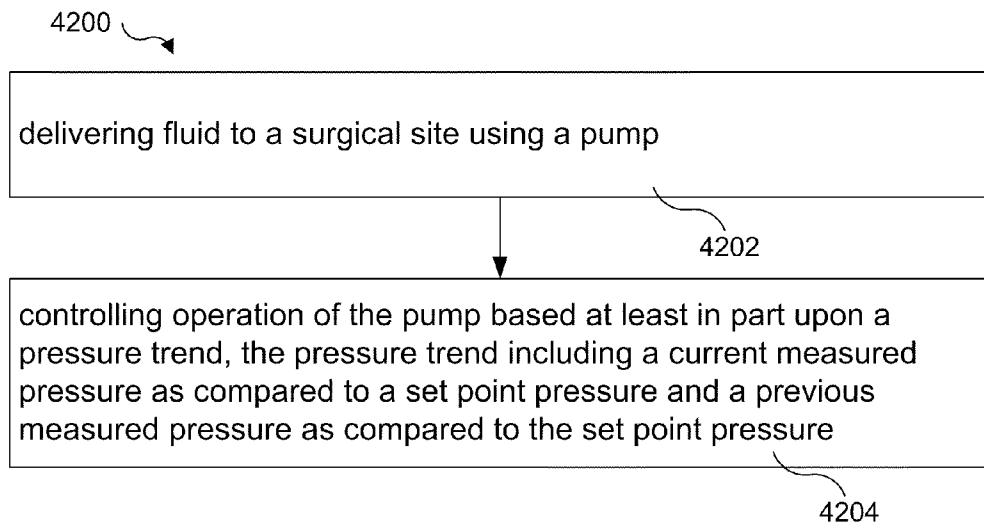 4200
delivering fluid to a surgical site using a pump
4202
controlling operation of the pump based at least in part upon a
pressure trend, the pressure trend including a current measured
pressure as compared to a set point pressure and a previous
measured pressure as compared to the set point pressure
4204